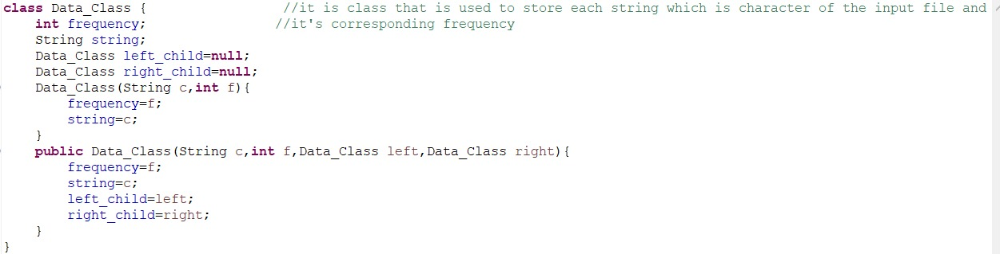 class Data_Class {                 //it is class that is used to store each string which is character of the input file and
    int frequency;                //it's corresponding frequency
    String string;
    Data_Class left_child=null;
    Data_Class right_child=null;
    Data_Class(String c,int f){
        frequency=f;
        string=c;
    }
    public Data_Class(String c,int f,Data_Class left,Data_Class right){
        frequency=f;
        string=c;
        left_child=left;
        right_child=right;
    }
}